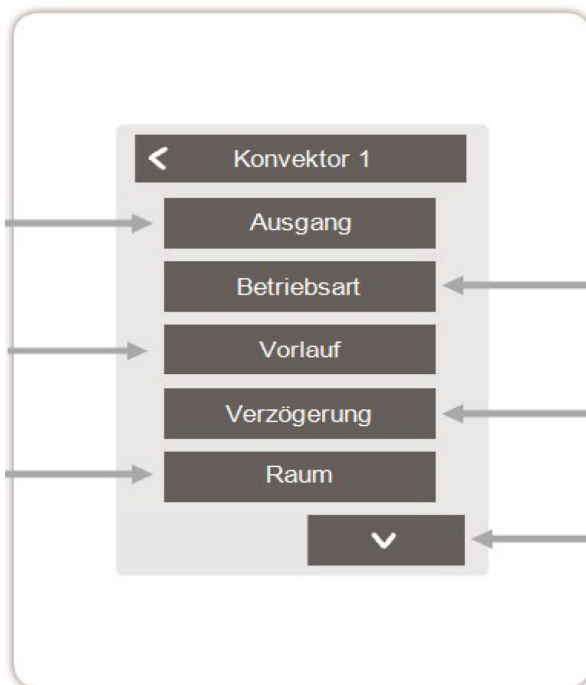 Konvektor 1
Ausgang
Betriebsart
Vorlauf
Verzögerung
Raum